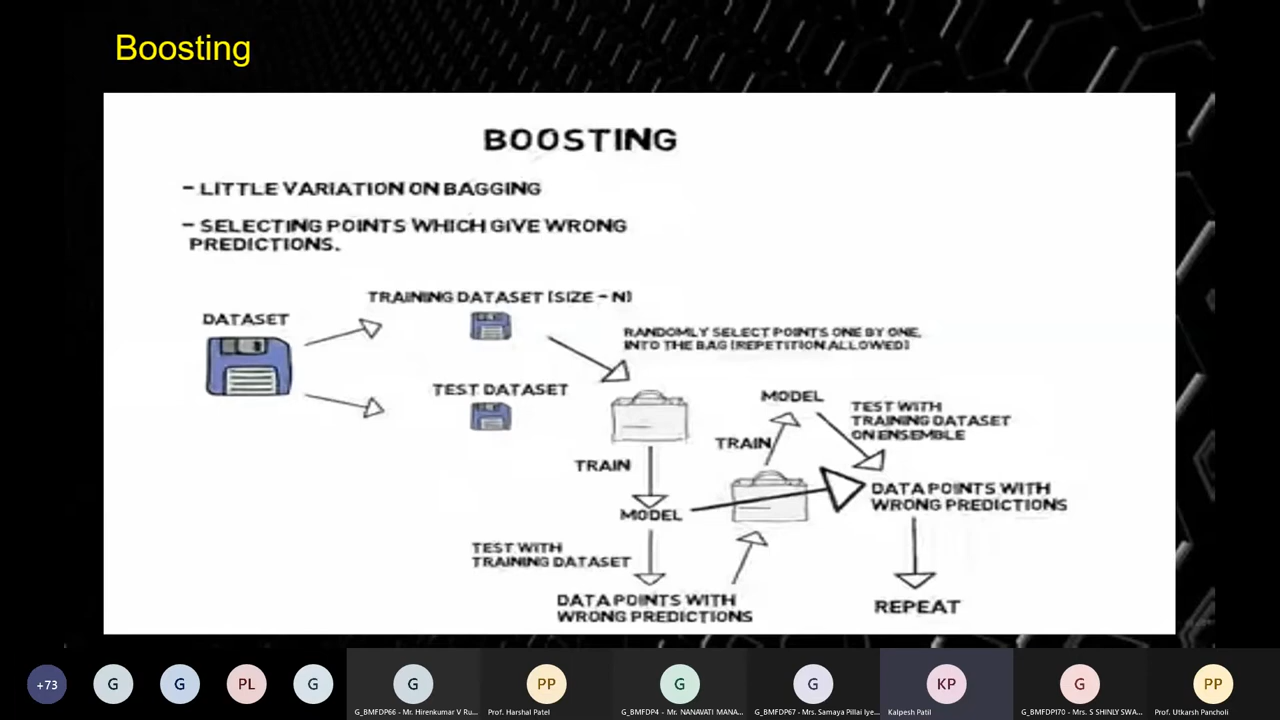 Boosting
BOOSTING
- LITTLE VARIATION ON BAGGING
- SELECTING POINTS WHICH GIVE WRONG
PREDICTIONS.
TRAINING DATASET [SIZE - N]
DATASET
RANDOMLY SELECT POINTS ONE BY ONE,
INTO THE BAG [REPETITION ALLOWED]
TEST DATASET
MODEL
TEST WITH
TRAINING DATASET
ON ENSEMBLE
TRAIN
TRAIN
DATA POINTS WITH
WRONG PREDICTIONS
MODEL
TEST WITH
TRAINING DATASET
DATA POINTS WITH
WRONG PREDICTIONS
REPEAT
+73
G
G
PL
G
G
PP
G
G
KP
G
PP
G_BMFDP66 - Mr. Hirenkumar V Ru...
Prof. Harshal Patel
G_BMFDP4 - Mr. NANAVATI MANA...
G_BMFDP67 - Mrs. Samaya Pillai Iye...
Kalpesh Patil
G_BMFDP170 - Mrs. S SHINLY SWA...
Prof. Utkarsh Pancholi